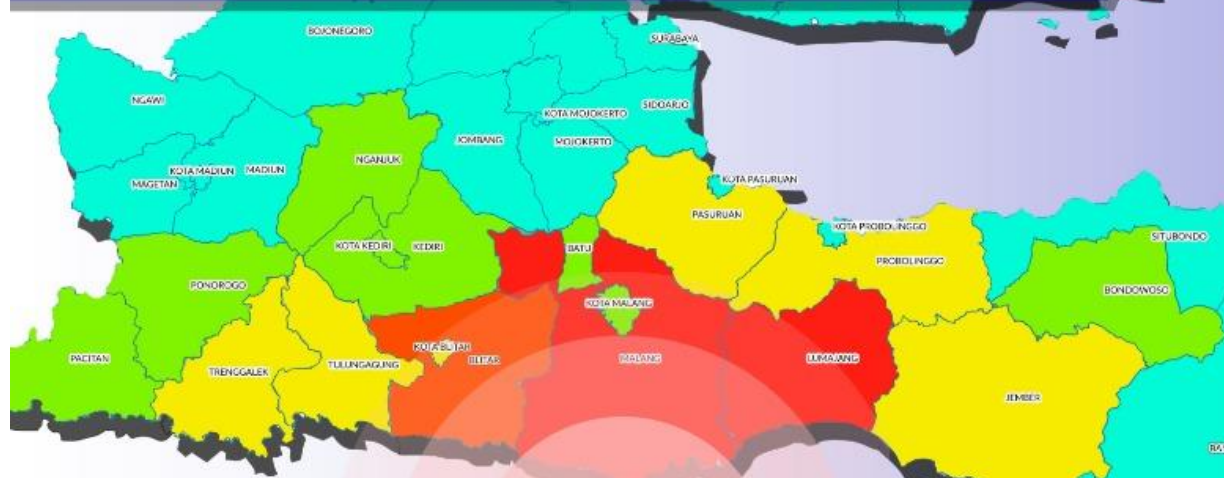 BOJONEGORO
SURABAYA
NGAWI
SIDOARJO
KOTA MOJOKERTO
JOMBANG
MOJOKERTO
NGANJUK
KOTA MADIUN
MADIUN
MAGETAN
KOTA PASURUAN
PASURUAN
KOTA PROBOLINGGO
SITUBONDO
KOTA KEDIRI
KEDIRI
BATU
PROBOLINGGO
PONOROGO
BONDOWOSO
KOTA MALANG
KOTA BLITAR
BLITAR
PACITAN
TRENGGALEK
TULUNGAGUNG
MALANG
LUMAJANG
JEMBER
BA